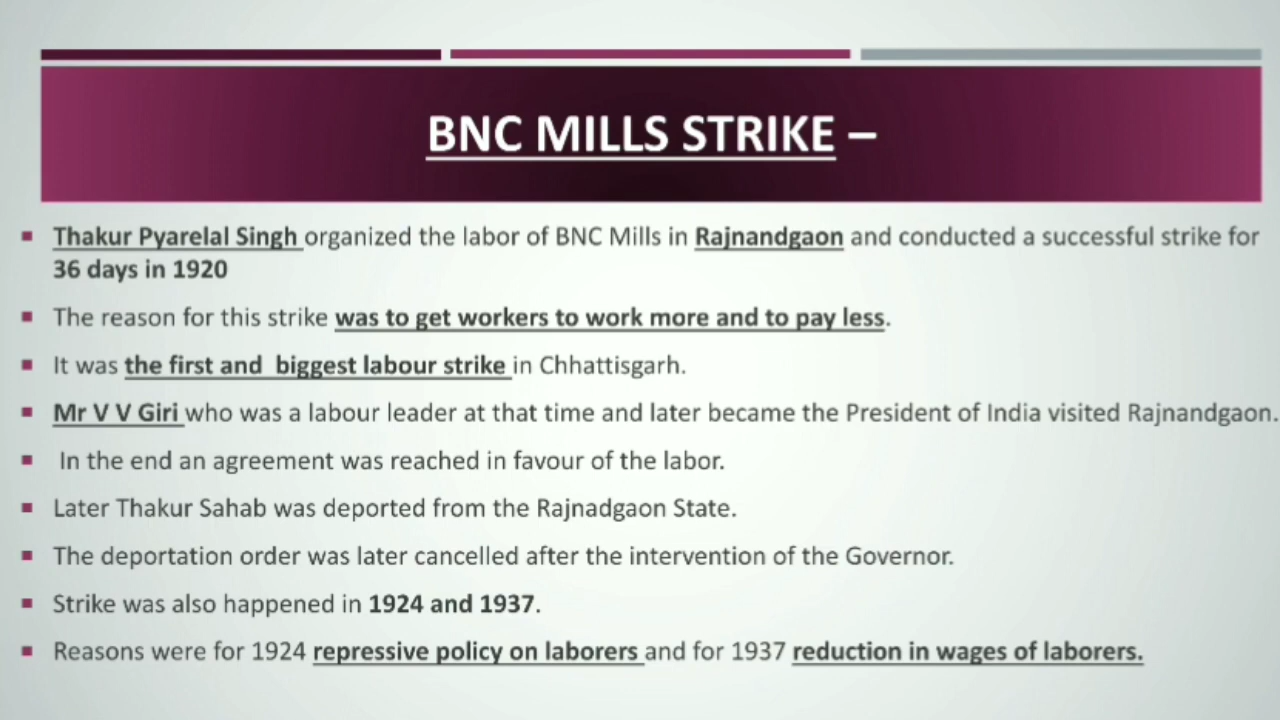 BNC MILLS STRIKE –
▪ Thakur Pyarelal Singh organized the labor of BNC Mills in Rajnandgaon and conducted a successful strike for
36 days in 1920
▪ The reason for this strike was to get workers to work more and to pay less.
▪ It was the first and  biggest labour strike in Chhattisgarh.
▪ Mr V V Giri who was a labour leader at that time and later became the President of India visited Rajnandgaon.
▪ In the end an agreement was reached in favour of the labor.
▪ Later Thakur Sahab was deported from the Rajnadgaon State.
▪ The deportation order was later cancelled after the intervention of the Governor.
▪ Strike was also happened in 1924 and 1937.
▪ Reasons were for 1924 repressive policy on laborers and for 1937 reduction in wages of laborers.